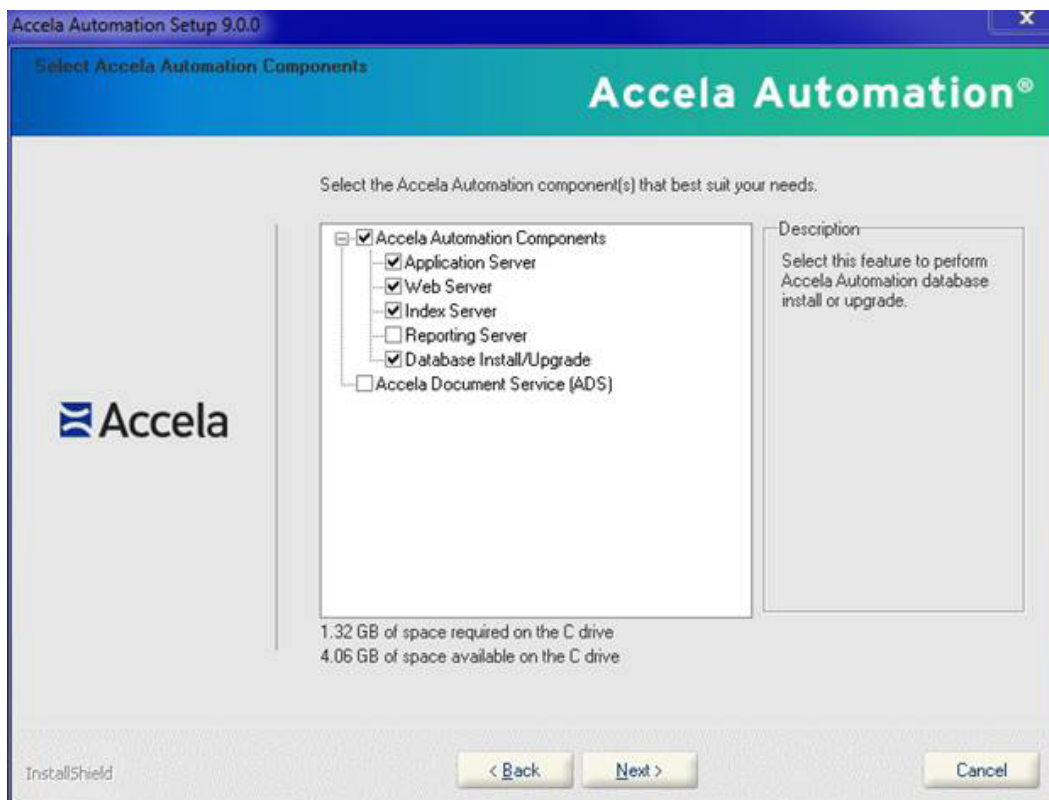 Accela Automation Setup 9.0.0
X
Select Accela Automation Components
Accela Automation®
Select the Accela Automation component(s) that best suit your needs.
Accela Automation Components
Application Server
Web Server
Index Server
Reporting Server
Database Install/Upgrade
Accela Document Service (ADS)
Description
Select this feature to perform
Accela Automation database
install or upgrade.
Accela
1.32 GB of space required on the C drive
4.06 GB of space available on the C drive
InstallShield
< Back
Next >
Cancel